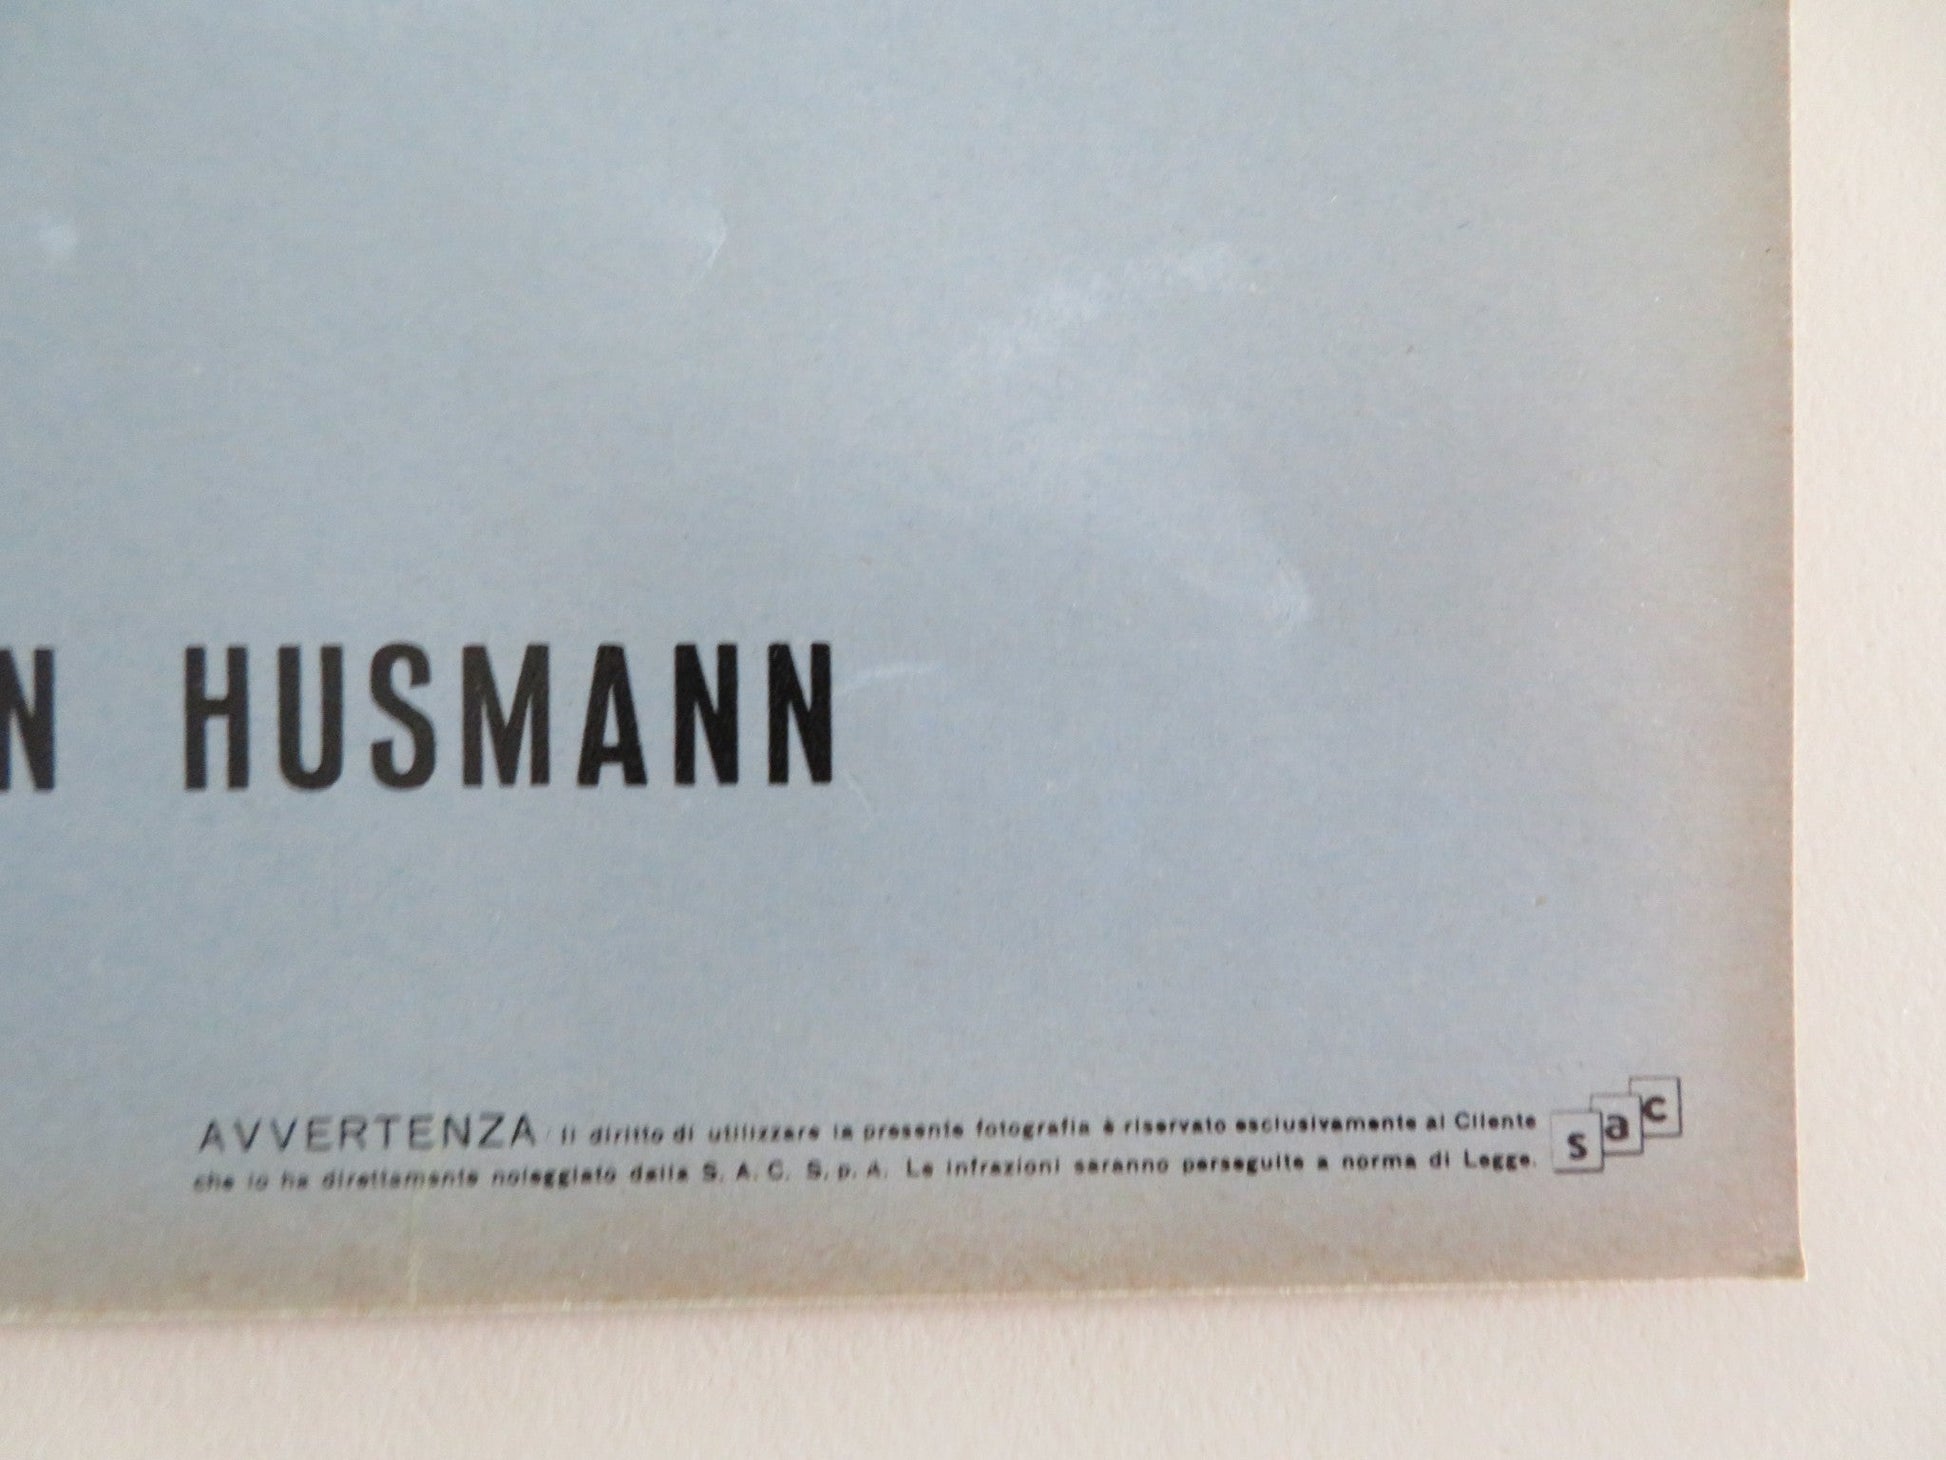 N HUSMANN
AVVERTENZA Il diritto di utilizzare la presente fotografia è riservato esclusivamente al Cliente
che lo ha direttamente noleggiato dalla S. A. C. S. p. A. Le infrazioni saranno perseguite a norma di Legge.
sac